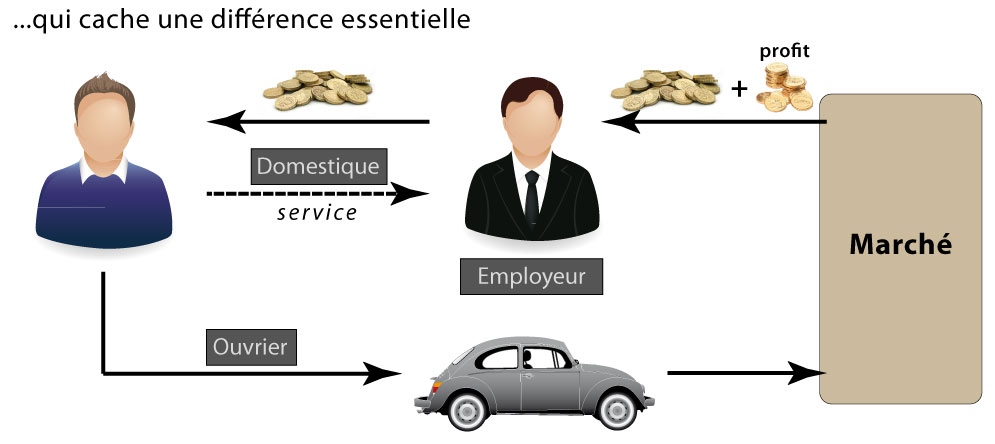 ...qui cache une différence essentielle
profit
+
Domestique
service
Marché
Employeur
Ouvrier